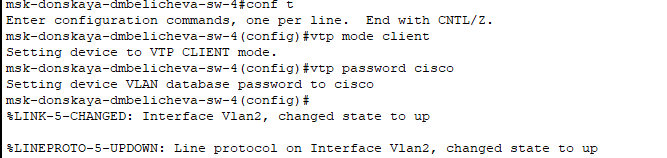 msk-donskaya-dmbelicheva-sw-4#conf t
Enter configuration commands, one per line.  End with CNTL/Z.
msk-donskaya-dmbelicheva-sw-4(config)#vtp mode client
Setting device to VTP CLIENT mode.
msk-donskaya-dmbelicheva-sw-4(config)#vtp password cisco
Setting device VLAN database password to cisco
msk-donskaya-dmbelicheva-sw-4(config)#
%LINK-5-CHANGED: Interface Vlan2, changed state to up
%LINEPROTO-5-UPDOWN: Line protocol on Interface Vlan2, changed state to up